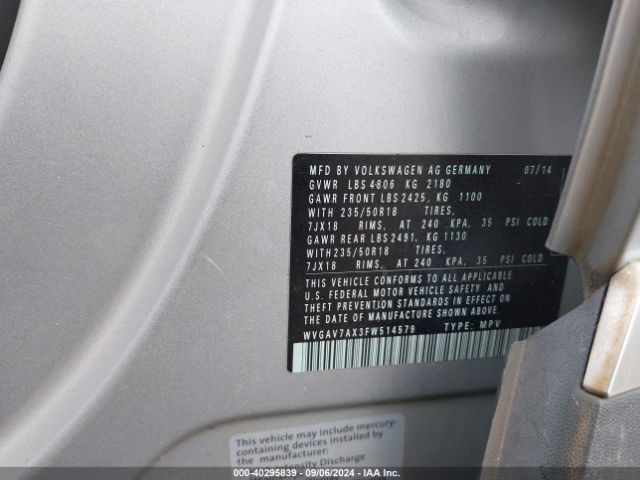 MFD BY VOLKSWAGEN AG GERMANY 07/14
GVWR LBS 4806 KG 2180
GAWR FRONT LBS 2425, KG 1100
WITH 235/50R18 TIRES,
7JX18 RIMS, AT 240 KPA, 35 PSI COLD
GAWR REAR LBS 2491, KG 1130
WITH 235/50R18 TIRES,
7JX18 RIMS, AT 240 KPA, 35 PSI COLD
THIS VEHICLE CONFORMS TO ALL APPLICABLE
U.S. FEDERAL MOTOR VEHICLE SAFETY AND
THEFT PREVENTION STANDARDS IN EFFECT ON
THE DATE OF MANUFACTURE SHOWN ABOVE.
WVGAV7AX3FW514579 TYPE: MPV
This vehicle may include mercury-
containing devices installed by
the manufacturer:
Intensity Discharge
000-40295839 - 09/06/2024 - IAA Inc.